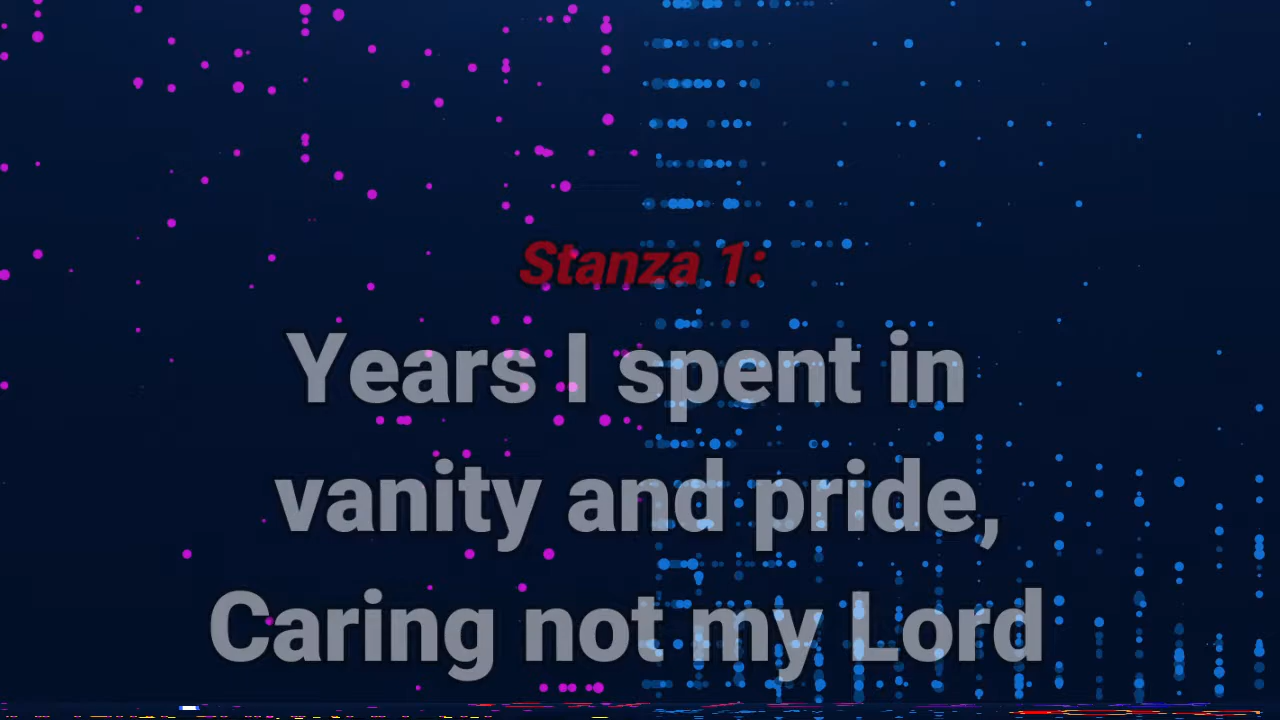 Stanza 1:
Years I spent in
vanity and pride,
Caring not my Lord